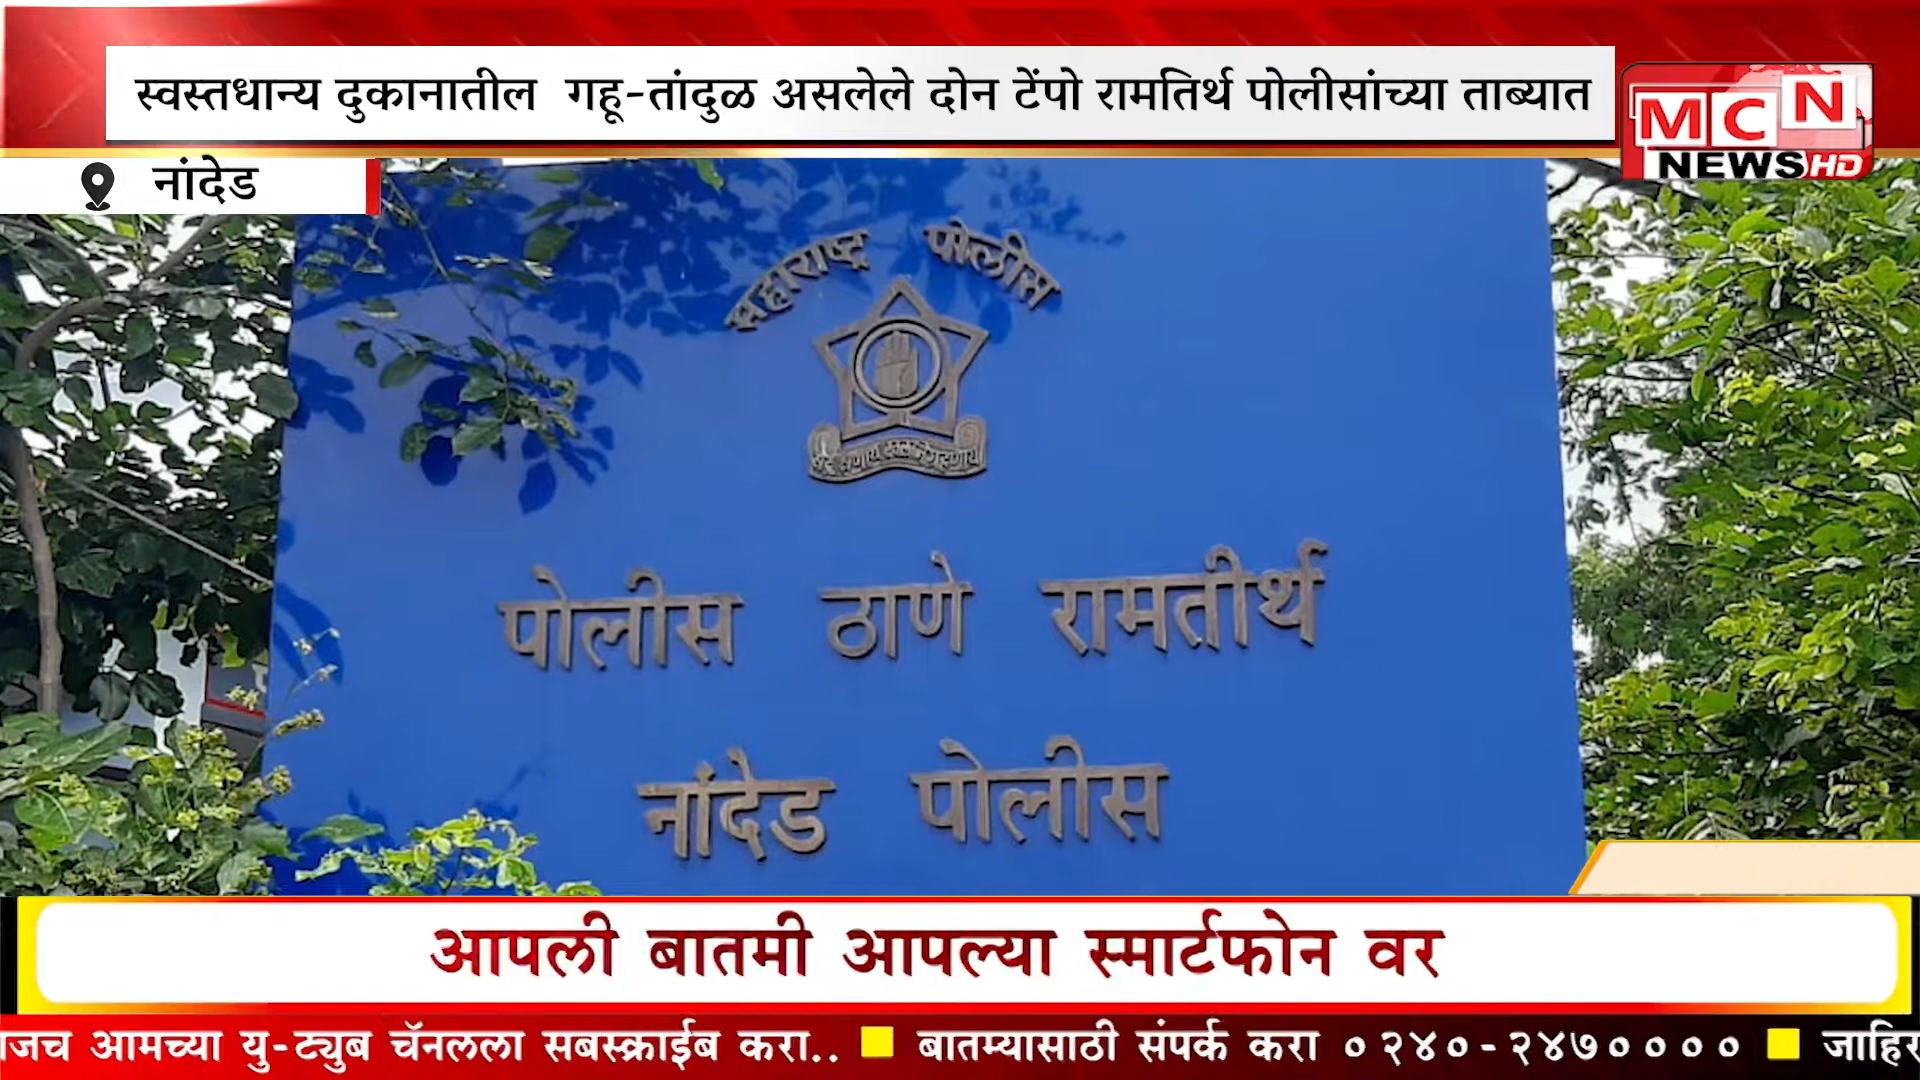 स्वस्तधान्य दुकानातील गहू-तांदुळ असलेले दोन टेंपो रामतिर्थ पोलीसांच्या ताब्यात
MCN
NEWS HD
नांदेड
महाराष्ट्र पोलीस
पोलीस ठाणे रामतीर्थ
नांदेड पोलीस
आपली बातमी आपल्या स्मार्टफोन वर
आमच्या यु-ट्युब चॅनलला सबस्क्राईब करा.. बातम्यासाठी संपर्क करा ०२४०-२४७००००